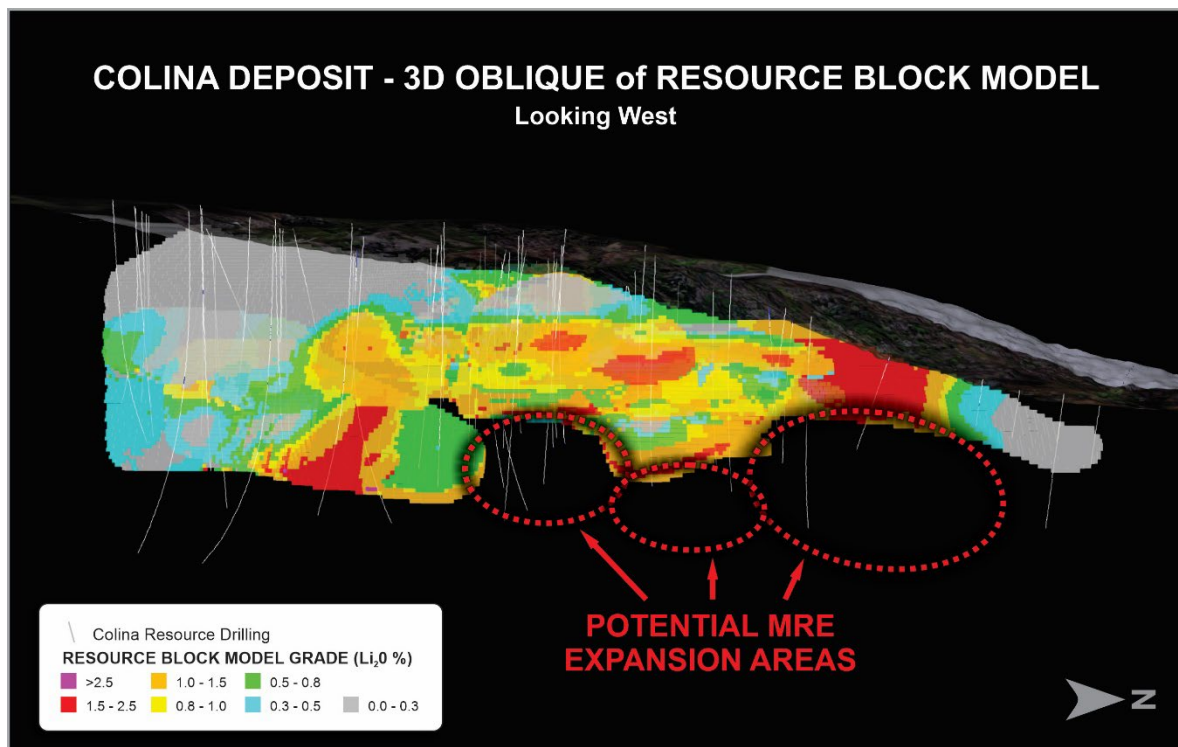 COLINA DEPOSIT - 3D OBLIQUE of RESOURCE BLOCK MODEL
Looking West
POTENTIAL MRE
EXPANSION AREAS
Colina Resource Drilling
RESOURCE BLOCK MODEL GRADE (Li₂0 %)
>2.5 1.0 - 1.5 0.5 - 0.8
1.5 - 2.5 0.8 - 1.0 0.3 - 0.5 0.0 - 0.3
N